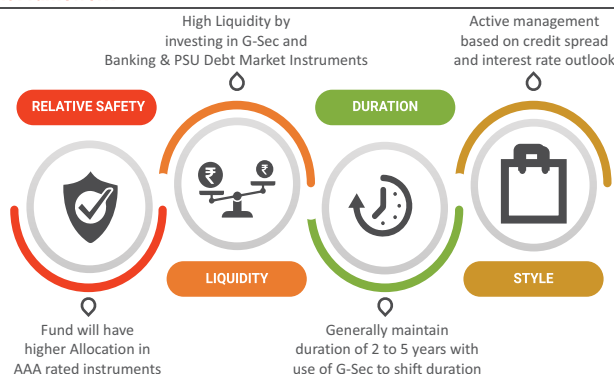 High Liquidity by
investing in G-Sec and
Banking & PSU Debt Market Instruments
Active management
based on credit spread
and interest rate outlook
RELATIVE SAFETY
DURATION
₹
₹
LIQUIDITY
STYLE
Fund will have
higher Allocation in
AAA rated instruments
Generally maintain
duration of 2 to 5 years with
use of G-Sec to shift duration